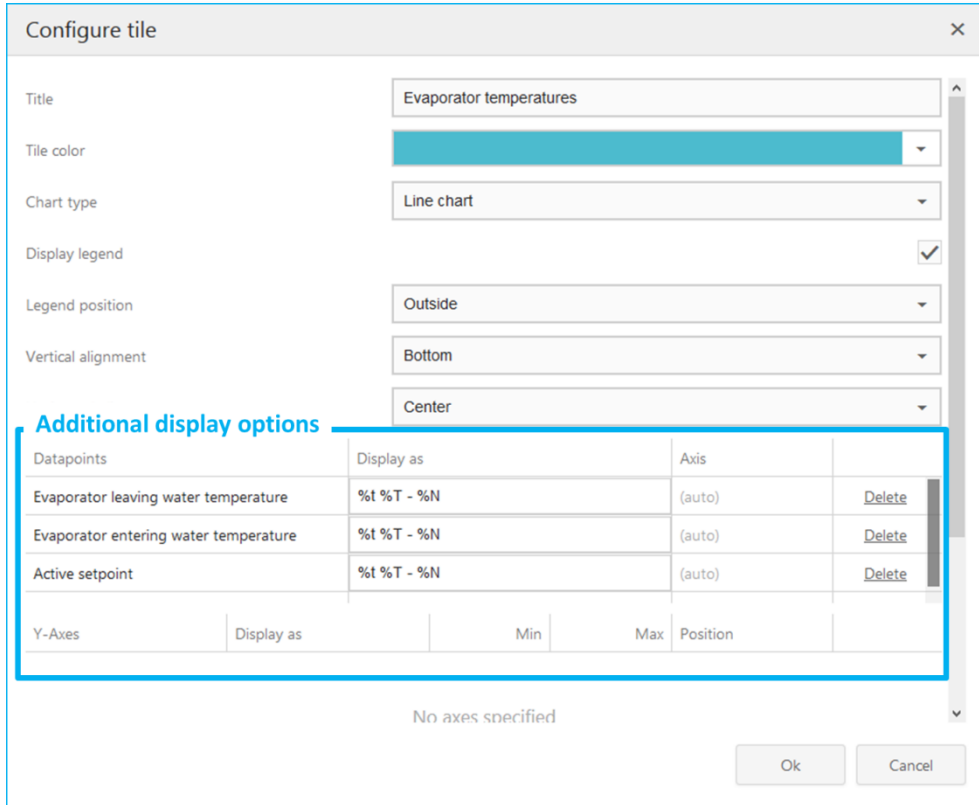 Configure tile
Title
Evaporator temperatures
Tile color
Chart type
Line chart
Display legend
Legend position
Outside
Vertical alignment
Bottom
Center
Additional display options
Datapoints Display as Axis
Evaporator leaving water temperature %t %T - %N (auto) Delete
Evaporator entering water temperature %t %T - %N (auto) Delete
Active setpoint %t %T - %N (auto) Delete
Y-Axes Display as Min Max Position
No axes specified
Ok Cancel